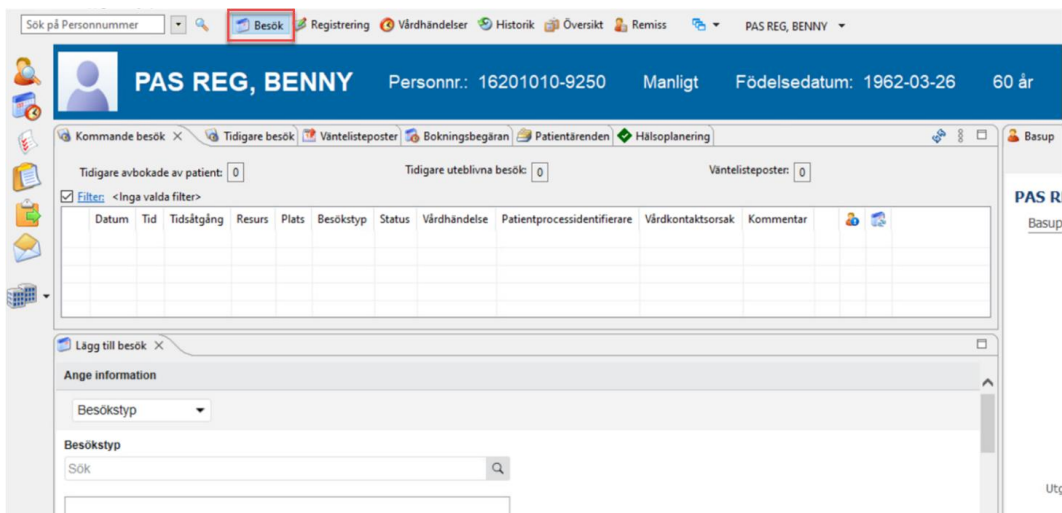 Sök på Personnummer Besök Registrering Vårdhändelser Historik Översikt Remiss PAS REG, BENNY
PAS REG, BENNY Personnr.: 16201010-9250 Manligt Födelsedatum: 1962-03-26 60 år
Kommande besök Tidigare besök Väntelisteposter Bokningsbegäran Patientärenden Hälsoplanering Basup
Tidigare avbokade av patient: 0 Tidigare uteblivna besök: 0 Väntelisteposter: 0
Filter: <Inga valda filter> PAS R
Datum Tid Tidsåtgång Resurs Plats Besökstyp Status Vårdhändelse Patientprocessidentifierare Vårdkontaktsorsak Kommentar Basup
Lägg till besök
Ange information
Besökstyp
Besökstyp
Sök
Utg